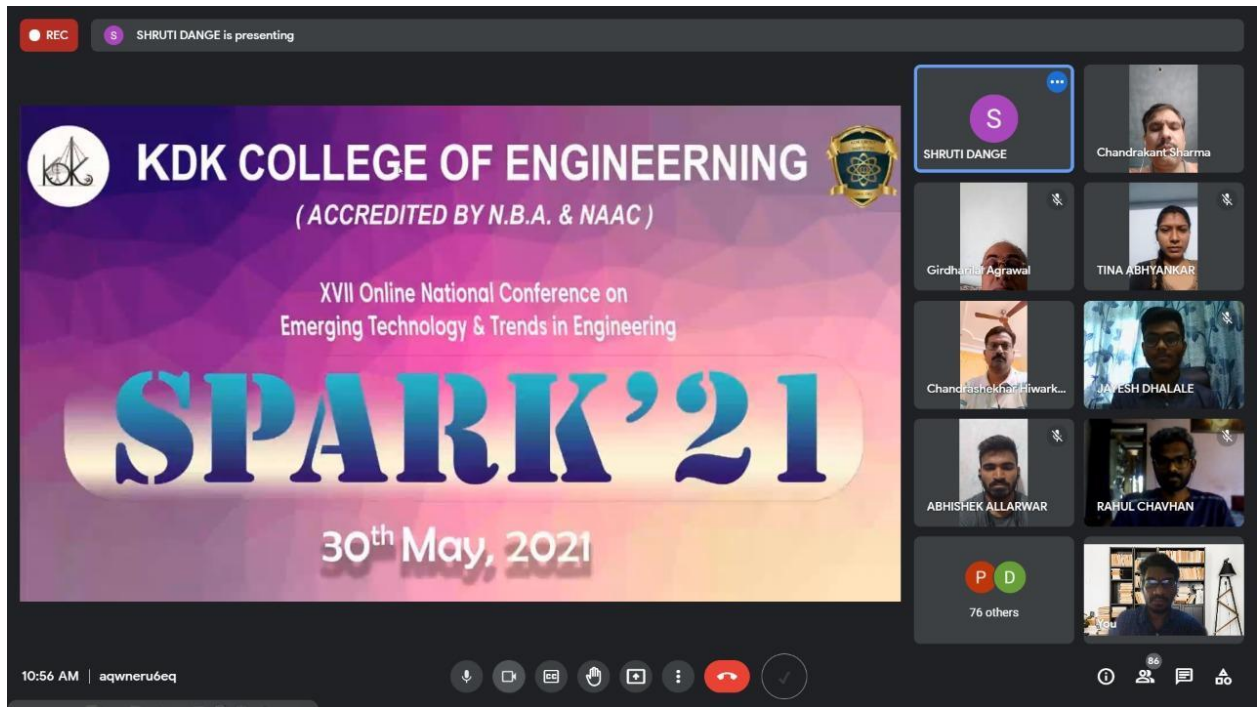 REC
S
SHRUTI DANGE is presenting
KDK
KDK COLLEGE OF ENGINEERNING
( ACCREDITED BY N.B.A. & NAAC )
XVII Online National Conference on
Emerging Technology & Trends in Engineering
SPARK'21
30th May, 2021
S
SHRUTI DANGE
Chandrakant Sharma
Girdharilal Agrawal
TINA ABHYANKAR
Chandrashekhar Hiwark...
JAYESH DHALALE
ABHISHEK ALLARWAR
RAHUL CHAVHAN
P D
76 others
You
10:56 AM | aqwneru6eq
CC
86